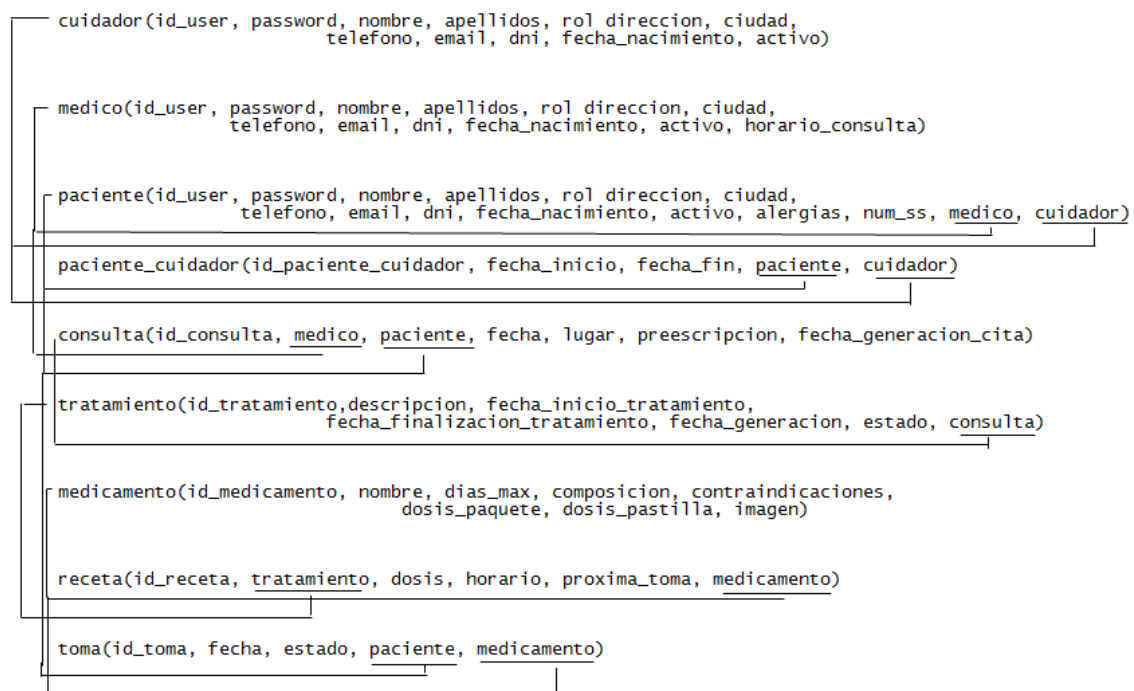 cuidador(id_user, password, nombre, apellidos, rol direccion, ciudad,
telefono, email, dni, fecha_nacimiento, activo)
medico(id_user, password, nombre, apellidos, rol direccion, ciudad,
telefono, email, dni, fecha_nacimiento, activo, horario_consulta)
paciente(id_user, password, nombre, apellidos, rol direccion, ciudad,
telefono, email, dni, fecha_nacimiento, activo, alergias, num_ss, medico, cuidador)
paciente_cuidador(id_paciente_cuidador, fecha_inicio, fecha_fin, paciente, cuidador)
consulta(id_consulta, medico, paciente, fecha, lugar, preescripcion, fecha_generacion_cita)
tratamiento(id_tratamiento,descripcion, fecha_inicio_tratamiento,
fecha_finalizacion_tratamiento, fecha_generacion, estado, consulta)
medicamento(id_medicamento, nombre, dias_max, composicion, contraindicaciones,
dosis_paquete, dosis_pastilla, imagen)
receta(id_receta, tratamiento, dosis, horario, proxima_toma, medicamento)
toma(id_toma, fecha, estado, paciente, medicamento)